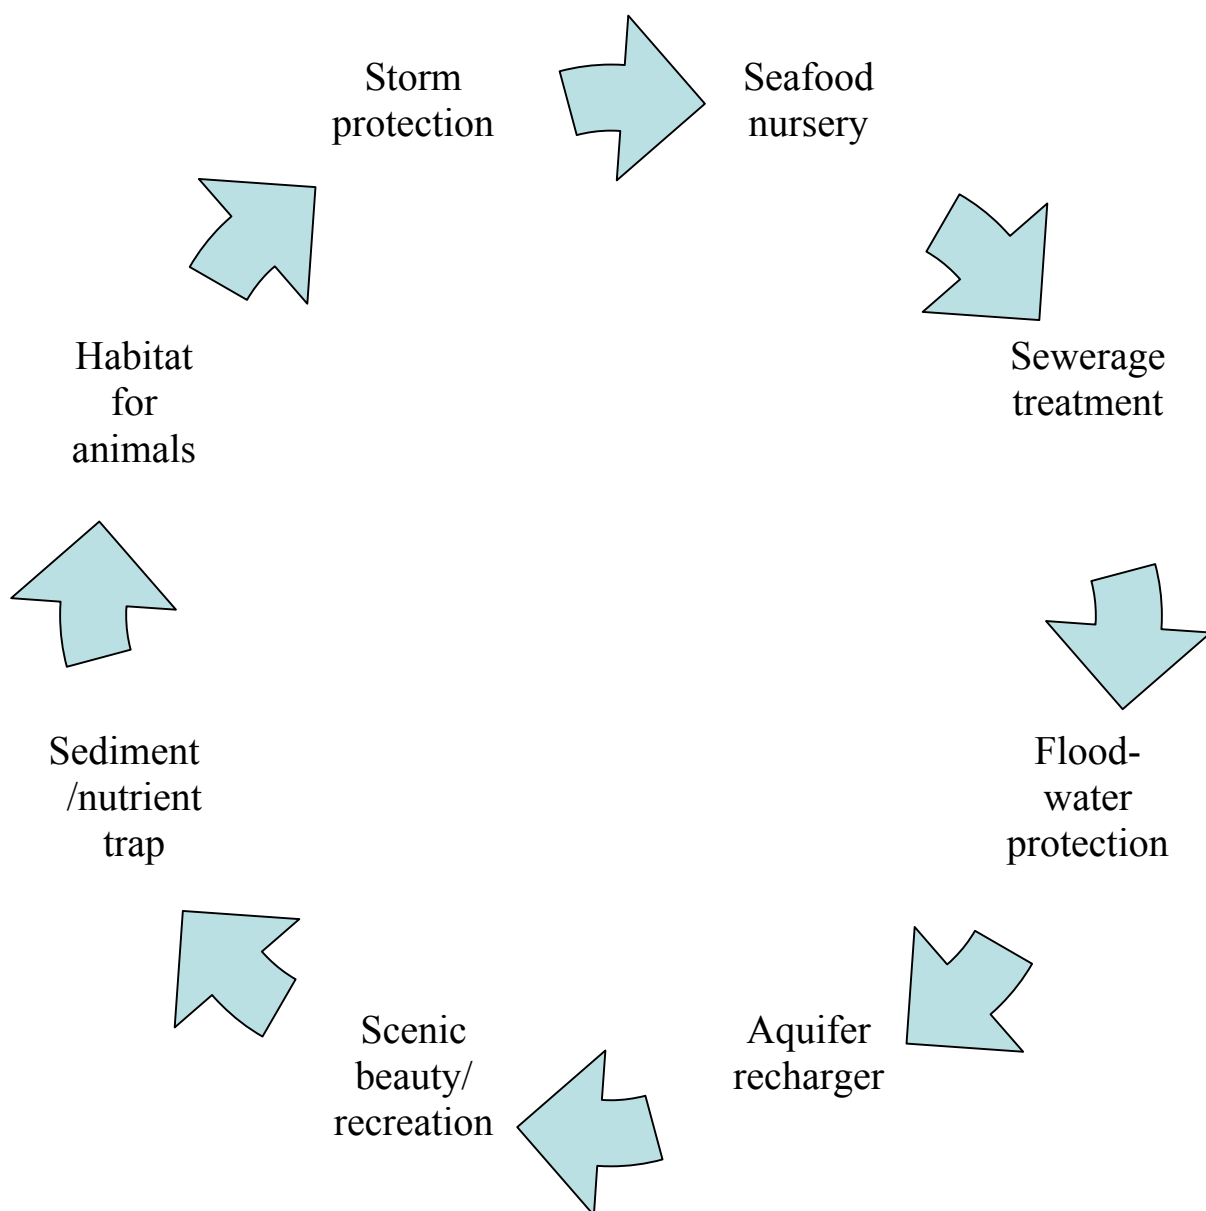 Storm
protection
Seafood
nursery
Sewerage
treatment
Flood-
water
protection
Aquifer
recharger
Scenic
beauty/
recreation
Sediment
/nutrient
trap
Habitat
for
animals